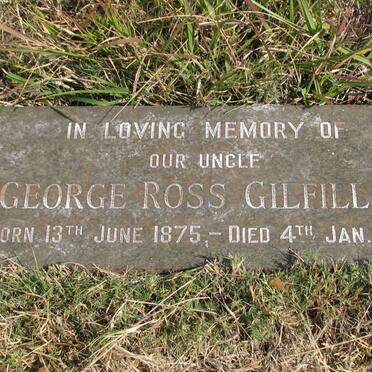 IN LOVING MEMORY OF
OUR UNCLE
GEORGE ROSS GILFILL
ORN 13TH JUNE 1875,– DIED 4TH JAN.